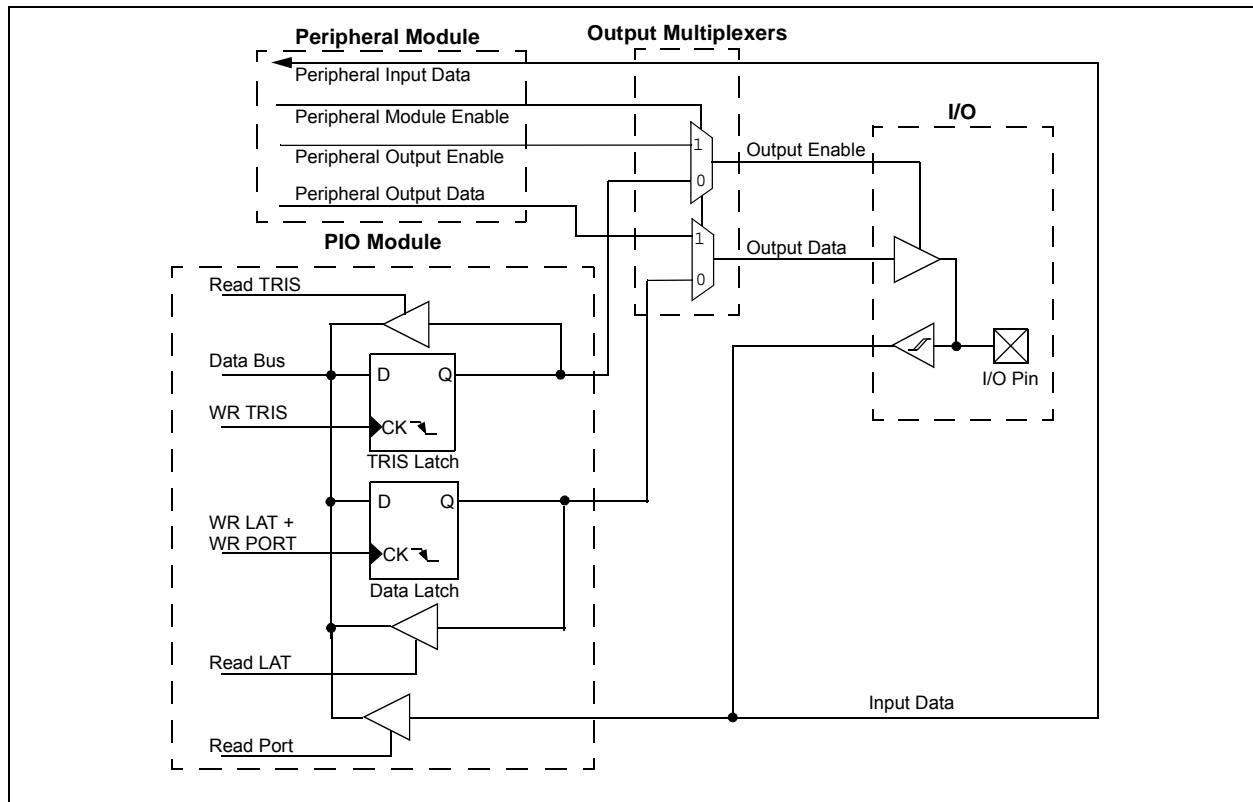 Peripheral Module
Output Multiplexers
Peripheral Input Data
Peripheral Module Enable
I/O
1
Peripheral Output Enable
Output Enable
0
Peripheral Output Data
PIO Module
1
Output Data
0
Read TRIS
Data Bus
D
Q
I/O Pin
WR TRIS
CK
TRIS Latch
D
Q
WR LAT +
WR PORT
CK
Data Latch
Read LAT
Input Data
Read Port